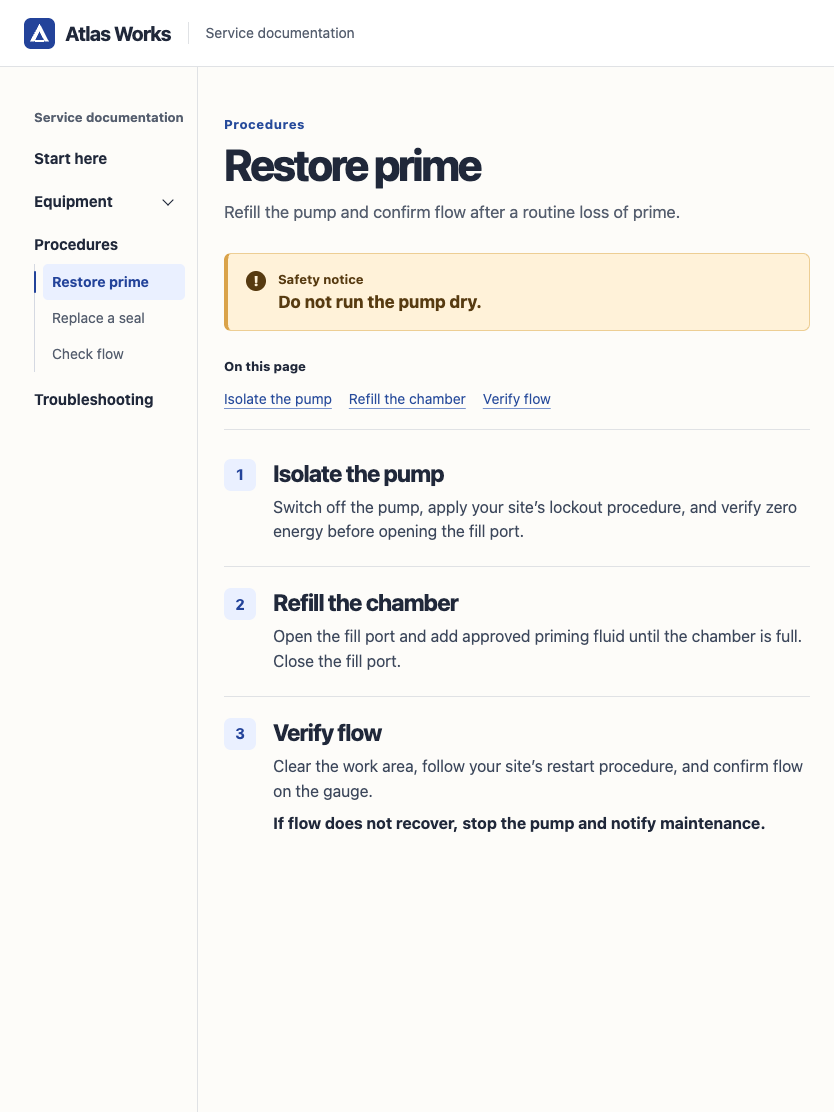 Atlas Works
Service documentation
Service documentation
Start here
Equipment
Procedures
Restore prime
Replace a seal
Check flow
Troubleshooting
Procedures
Restore prime
Refill the pump and confirm flow after a routine loss of prime.
Safety notice
Do not run the pump dry.
On this page
Isolate the pump Refill the chamber Verify flow
1 Isolate the pump
Switch off the pump, apply your site’s lockout procedure, and verify zero
energy before opening the fill port.
2 Refill the chamber
Open the fill port and add approved priming fluid until the chamber is full.
Close the fill port.
3 Verify flow
Clear the work area, follow your site’s restart procedure, and confirm flow
on the gauge.
If flow does not recover, stop the pump and notify maintenance.